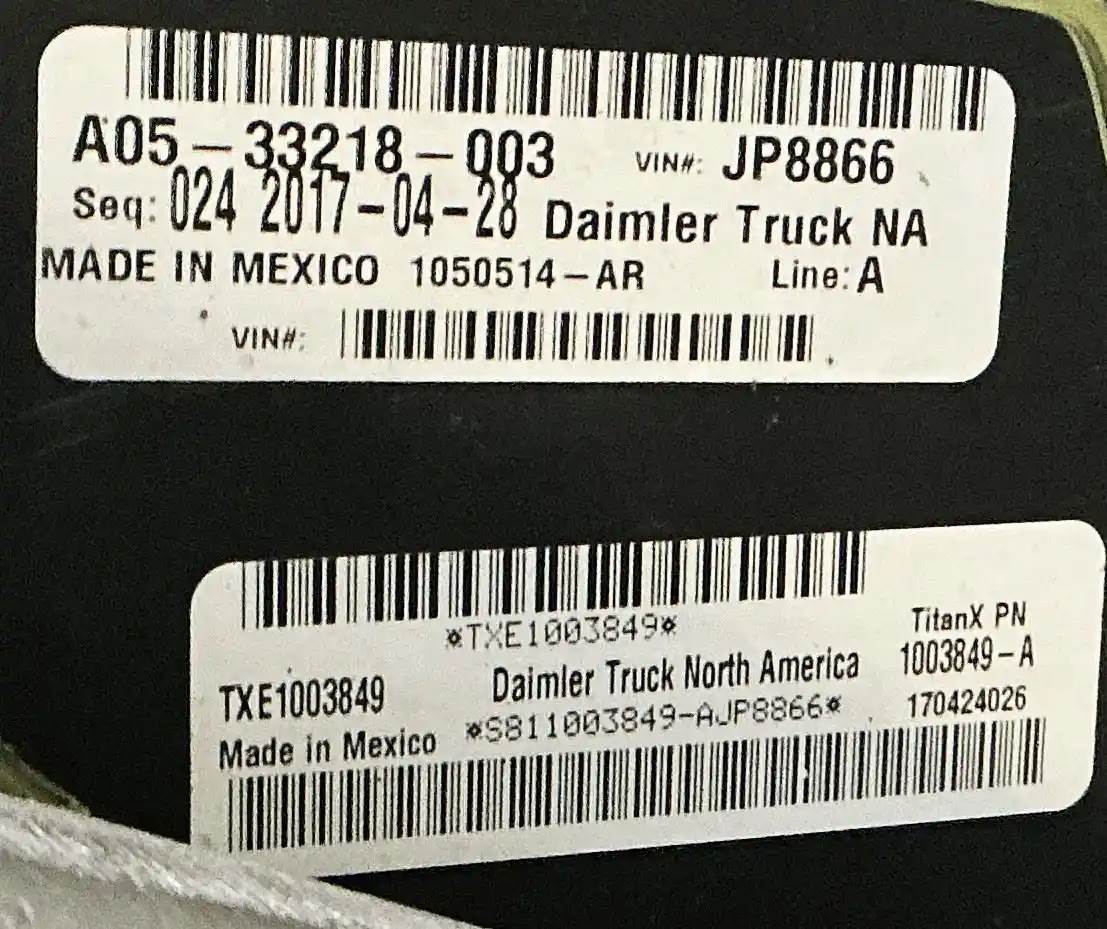 A05-33218-003 VIN#: JP8866
Seq: 024 2017-04-28 Daimler Truck NA
MADE IN MEXICO 1050514-AR Line: A
VIN#:
*TXE1003849* TitanX PN
TXE1003849 Daimler Truck North America 1003849-A
Made in Mexico *S811003849-AJP8866* 170424026